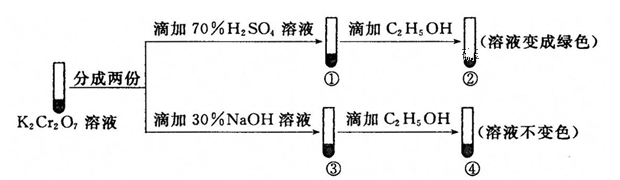 滴加70%H₂SO₄溶液
滴加C₂H₅OH
(溶液变成绿色)
①
②
分成两份
K₂Cr₂O₇溶液
滴加30%NaOH溶液
滴加C₂H₅OH
(溶液不变色)
③
④